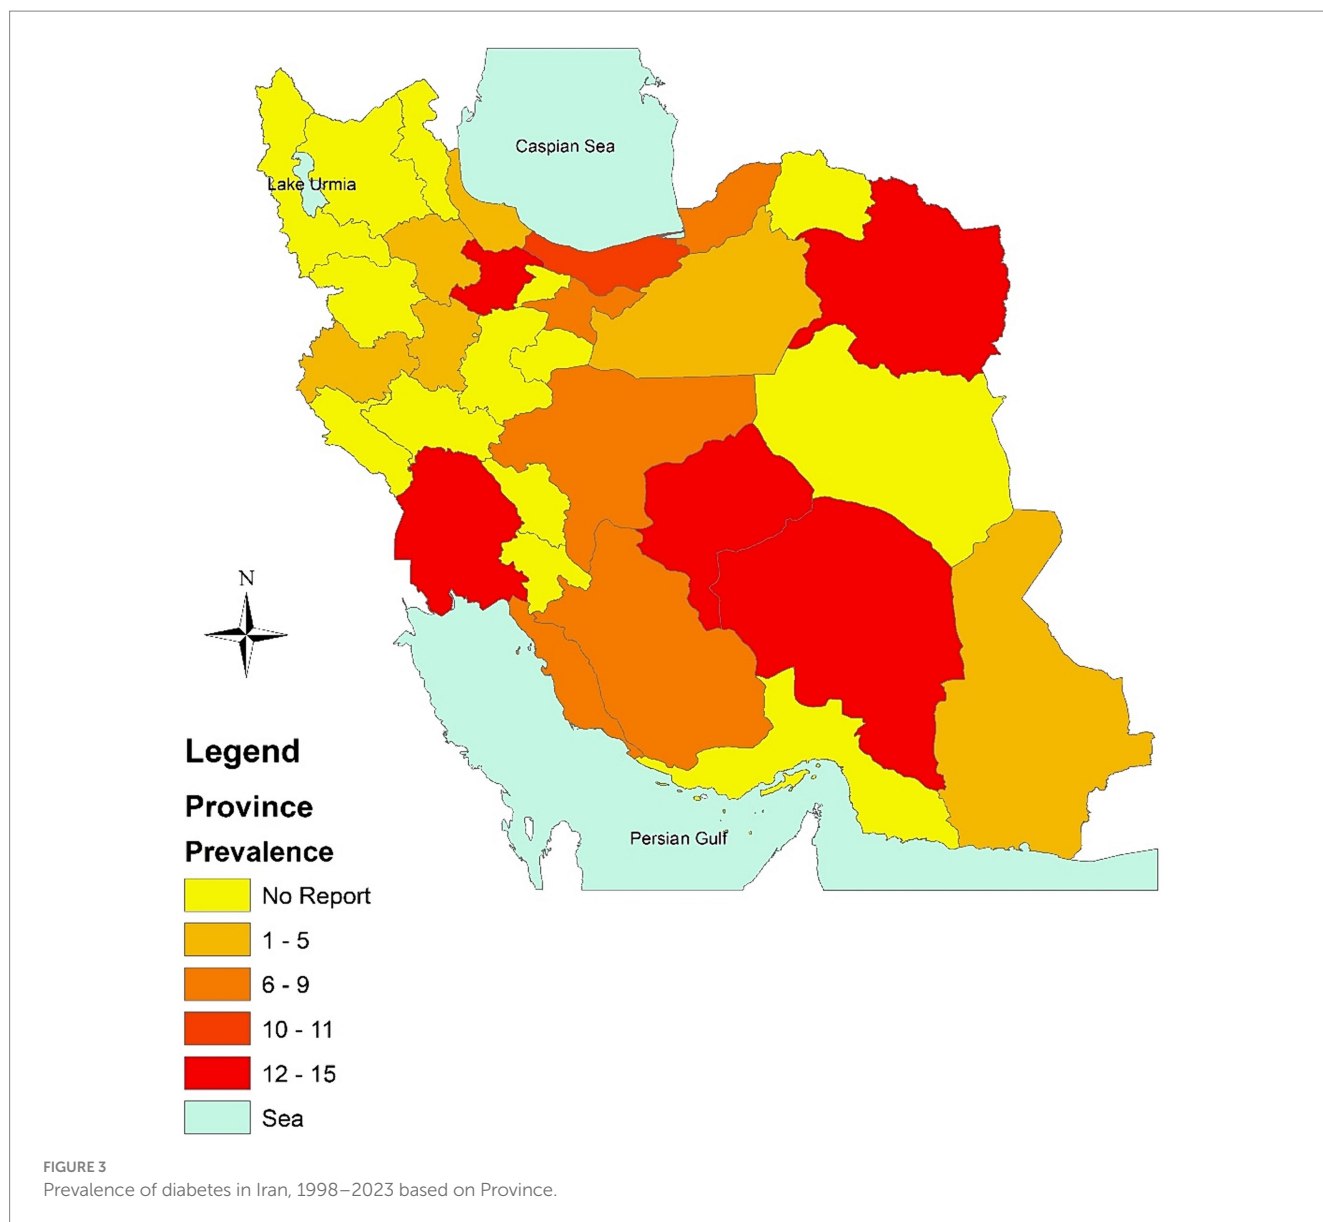 Caspian Sea
Lake Urmia
N
Persian Gulf
Legend
Province
Prevalence
No Report
1 - 5
6 - 9
10 - 11
12 - 15
Sea
FIGURE 3
Prevalence of diabetes in Iran, 1998–2023 based on Province.